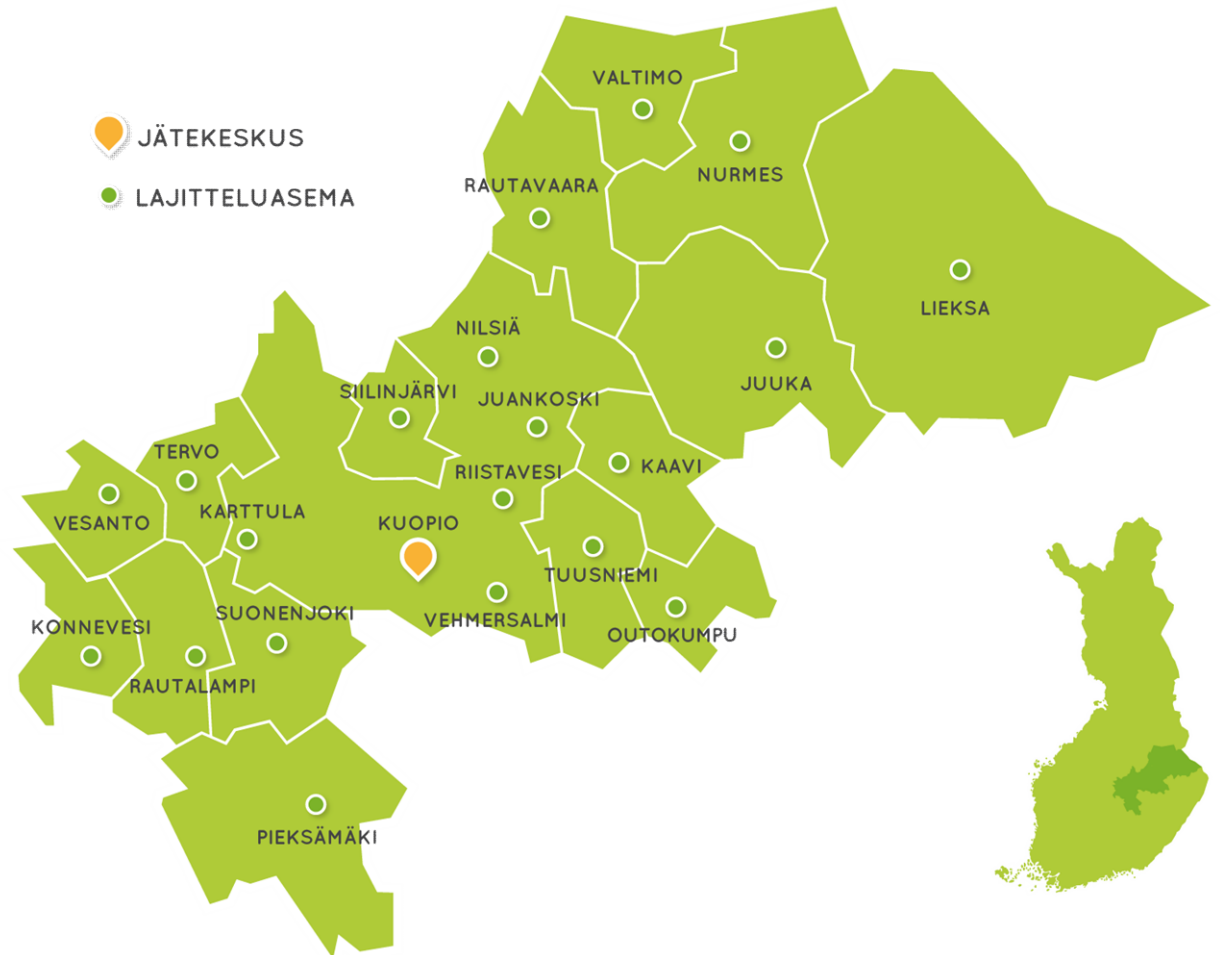 JÄTEKESKUS
LAJITTELUASEMA
VALTIMO
NURMES
RAUTAVAARA
LIEKSA
NILSIÄ
JUUKA
SIILINJÄRVI
JUANKOSKI
TERVO
RIISTAVESI
KAAVI
VESANTO
KARTTULA
KUOPIO
TUUSNIEMI
SUONENJOKI
VEHMERSALMI
KONNEVESI
OUTOKUMPU
RAUTALAMPI
PIEKSÄMÄKI